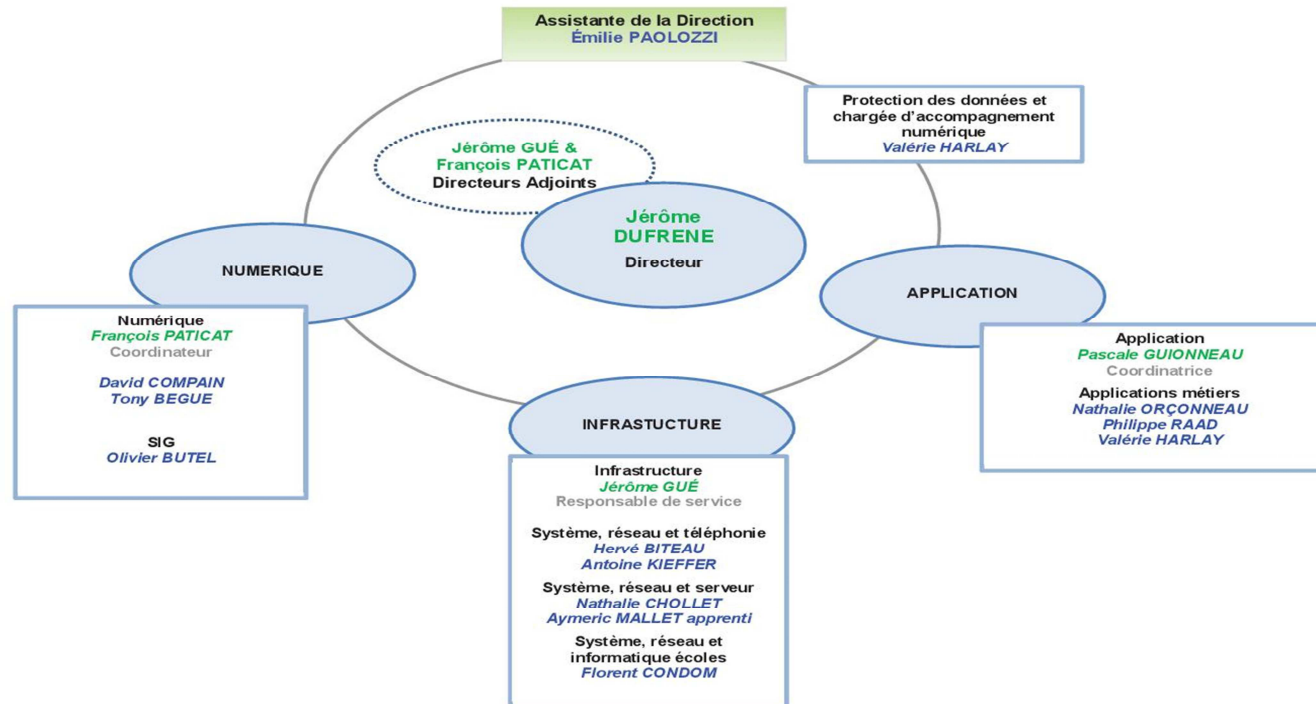 Assistante de la Direction
Émilie PAOLOZZI
Protection des données et
chargée d'accompagnement
numérique
Valérie HARLAY
Jérôme GUÉ &
François PATICAT
Directeurs Adjoints
Jérôme
DUFRENE
Directeur
NUMERIQUE
APPLICATION
Numérique
François PATICAT
Coordinateur
David COMPAIN
Tony BEGUE
SIG
Olivier BUTEL
Application
Pascale GUIONNEAU
Coordinatrice
Applications métiers
Nathalie ORÇONNEAU
Philippe RAAD
Valérie HARLAY
INFRASTUCTURE
Infrastructure
Jérôme GUÉ
Responsable de service
Système, réseau et téléphonie
Hervé BITEAU
Antoine KIEFFER
Système, réseau et serveur
Nathalie CHOLLET
Aymeric MALLET apprenti
Système, réseau et
informatique écoles
Florent CONDOM